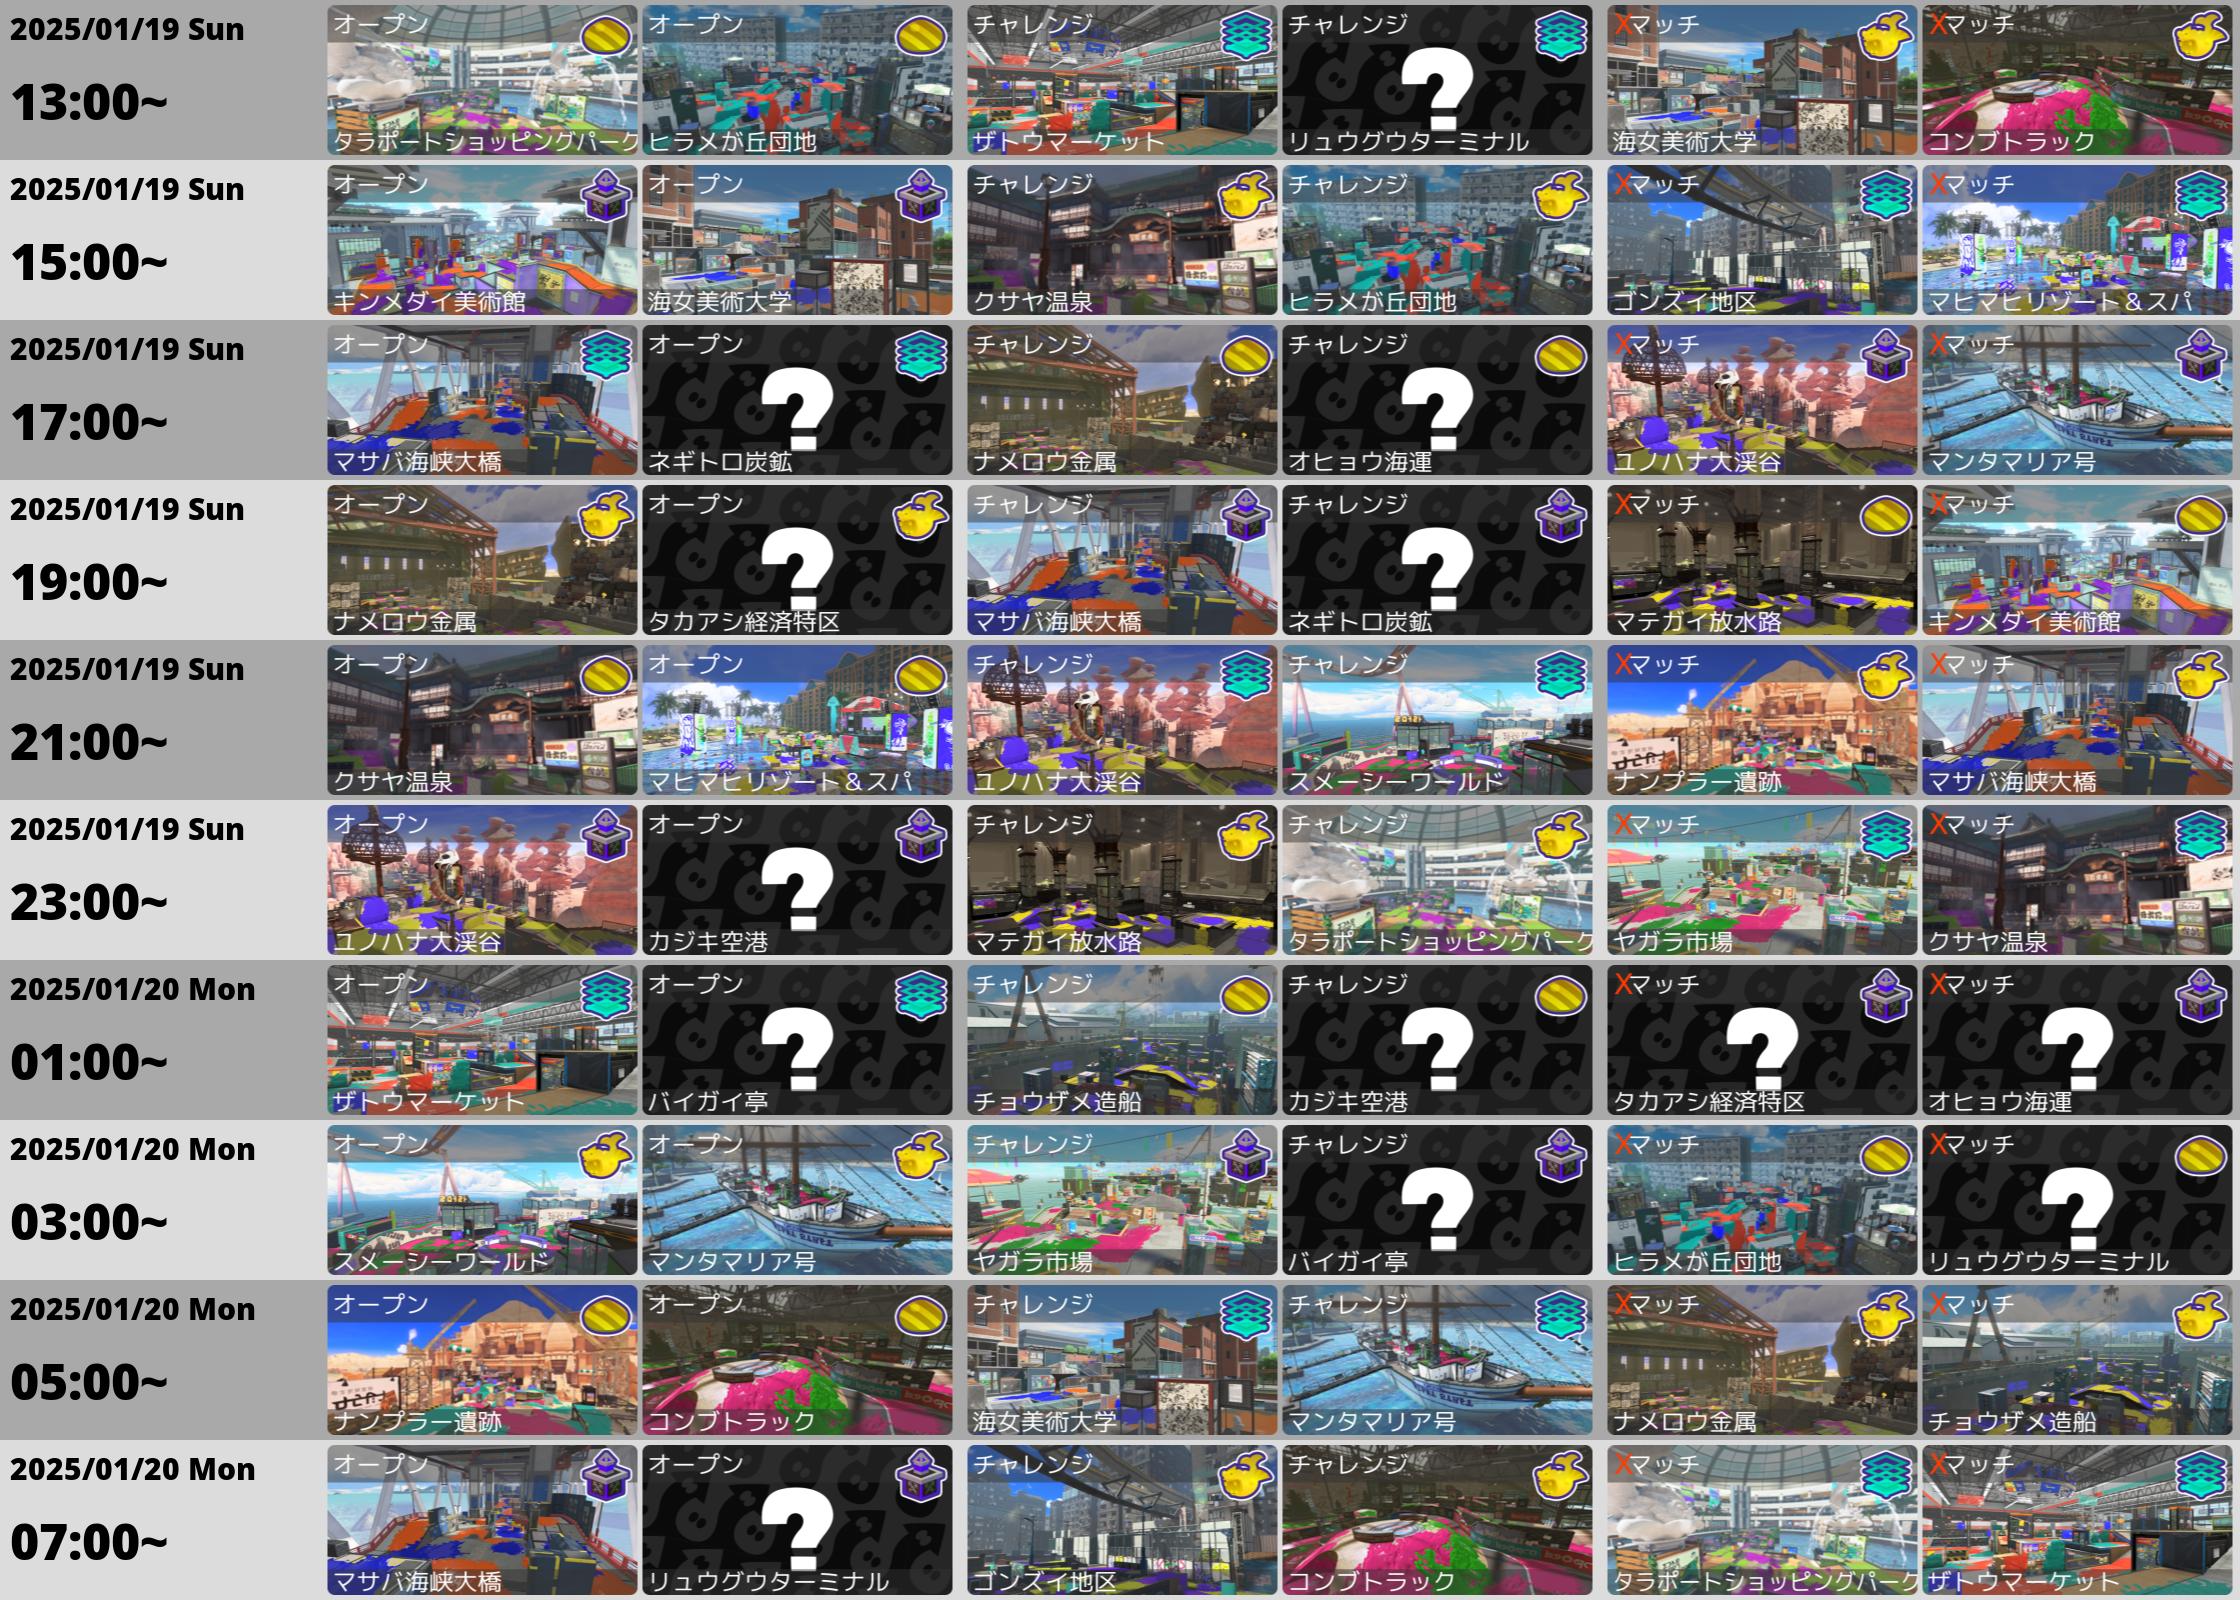 2025/01/19 Sun
13:00~
オープン
タラポートショッピングパーク
オープン
ヒラメが丘団地
チャレンジ
ザトウマーケット
チャレンジ
?
リュウグウターミナル
Xマッチ
海女美術大学
Xマッチ
コンブトラック
2025/01/19 Sun
15:00~
オープン
キンメダイ美術館
オープン
海女美術大学
チャレンジ
クサヤ温泉
チャレンジ
ヒラメが丘団地
Xマッチ
ゴンズイ地区
Xマッチ
マヒマヒリゾート＆スパ
2025/01/19 Sun
17:00~
オープン
マサバ海峡大橋
オープン
?
ネギトロ炭鉱
チャレンジ
ナメロウ金属
チャレンジ
?
オヒョウ海運
Xマッチ
ユノハナ大渓谷
Xマッチ
マンタマリア号
2025/01/19 Sun
19:00~
オープン
ナメロウ金属
オープン
?
タカアシ経済特区
チャレンジ
マサバ海峡大橋
チャレンジ
?
ネギトロ炭鉱
Xマッチ
マテガイ放水路
Xマッチ
キンメダイ美術館
2025/01/19 Sun
21:00~
オープン
クサヤ温泉
オープン
マヒマヒリゾート＆スパ
チャレンジ
ユノハナ大渓谷
チャレンジ
スメーシーワールド
Xマッチ
ナンプラー遺跡
Xマッチ
マサバ海峡大橋
2025/01/19 Sun
23:00~
オープン
ユノハナ大渓谷
オープン
?
カジキ空港
チャレンジ
マテガイ放水路
チャレンジ
タラポートショッピングパーク
Xマッチ
ヤガラ市場
Xマッチ
クサヤ温泉
2025/01/20 Mon
01:00~
オープン
ザトウマーケット
オープン
?
バイガイ亭
チャレンジ
チョウザメ造船
チャレンジ
?
カジキ空港
Xマッチ
?
タカアシ経済特区
Xマッチ
?
オヒョウ海運
2025/01/20 Mon
03:00~
オープン
スメーシーワールド
オープン
マンタマリア号
チャレンジ
ヤガラ市場
チャレンジ
?
バイガイ亭
Xマッチ
ヒラメが丘団地
Xマッチ
?
リュウグウターミナル
2025/01/20 Mon
05:00~
オープン
ナンプラー遺跡
オープン
コンブトラック
チャレンジ
海女美術大学
チャレンジ
マンタマリア号
Xマッチ
ナメロウ金属
Xマッチ
チョウザメ造船
2025/01/20 Mon
07:00~
オープン
マサバ海峡大橋
オープン
?
リュウグウターミナル
チャレンジ
ゴンズイ地区
チャレンジ
コンブトラック
Xマッチ
タラポートショッピングパーク
Xマッチ
ザトウマーケット